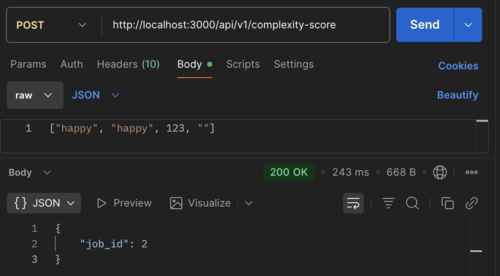 POST http://localhost:3000/api/v1/complexity-score Send
Params Auth Headers (10) Body Scripts Settings Cookies
raw JSON Beautify
1 ["happy", "happy", 123, ""]
Body 200 OK • 243 ms • 668 B
{} JSON Preview Visualize
1 {
2 "job_id": 2
3 }